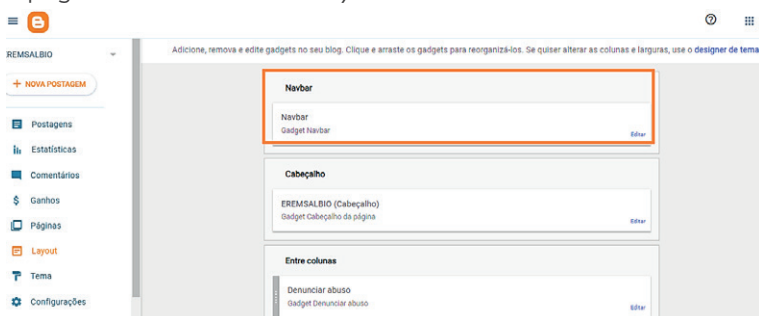 REMSALBIO
Adicione, remova e edite gadgets no seu blog. Clique e arraste os gadgets para reorganizá-los. Se quiser alterar as colunas e larguras, use o designer de tema
+ NOVA POSTAGEM
Postagens
Estatísticas
Comentários
Ganhos
Páginas
Layout
Tema
Configurações
Navbar
Navbar
Gadget Navbar
Editar
Cabeçalho
EREMSALBIO (Cabeçalho)
Gadget Cabeçalho da página
Editar
Entre colunas
Denunciar abuso
Gadget Denunciar abuso
Editar